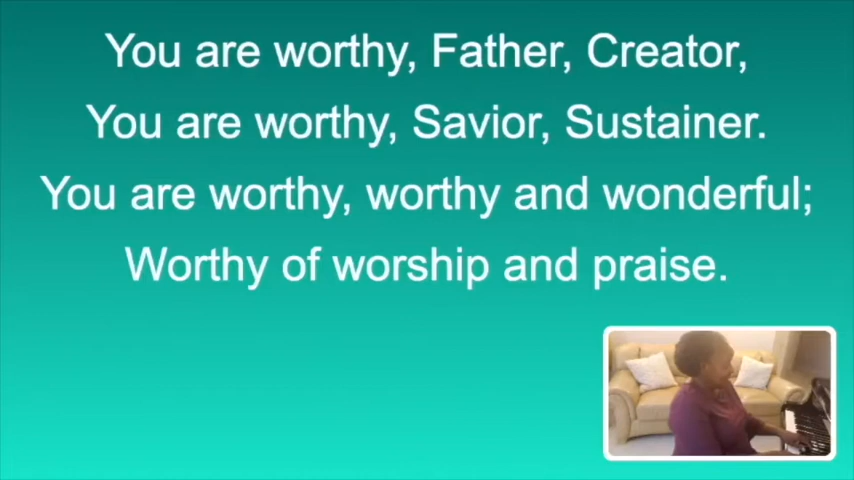 You are worthy, Father, Creator,
You are worthy, Savior, Sustainer.
You are worthy, worthy and wonderful;
Worthy of worship and praise.